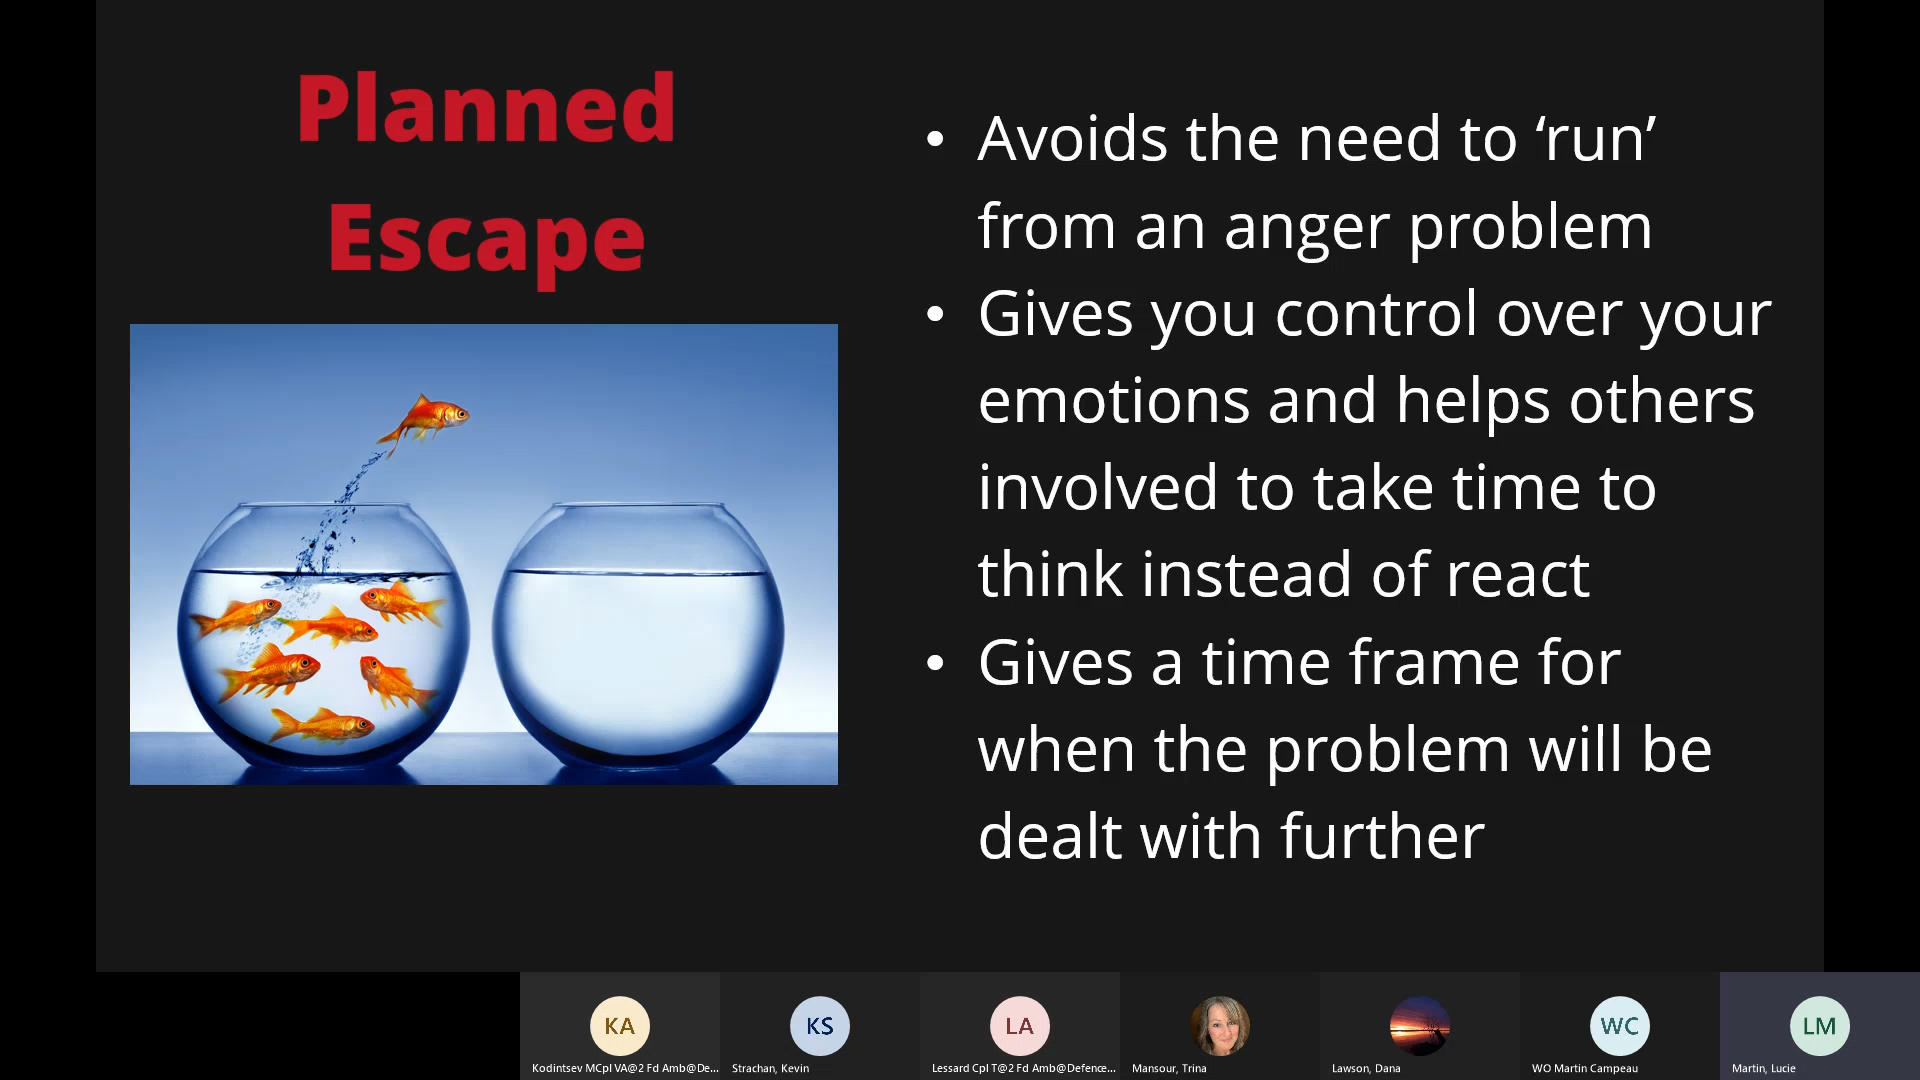 Planned
Escape
• Avoids the need to ‘run’
from an anger problem
• Gives you control over your
emotions and helps others
involved to take time to
think instead of react
• Gives a time frame for
when the problem will be
dealt with further
KA
KS
LA
WC
LM
Kodintsev MCpl VA@2 Fd Amb@De...
Strachan, Kevin
Lessard Cpl T@2 Fd Amb@Defence...
Mansour, Trina
Lawson, Dana
WO Martin Campeau
Martin, Lucie